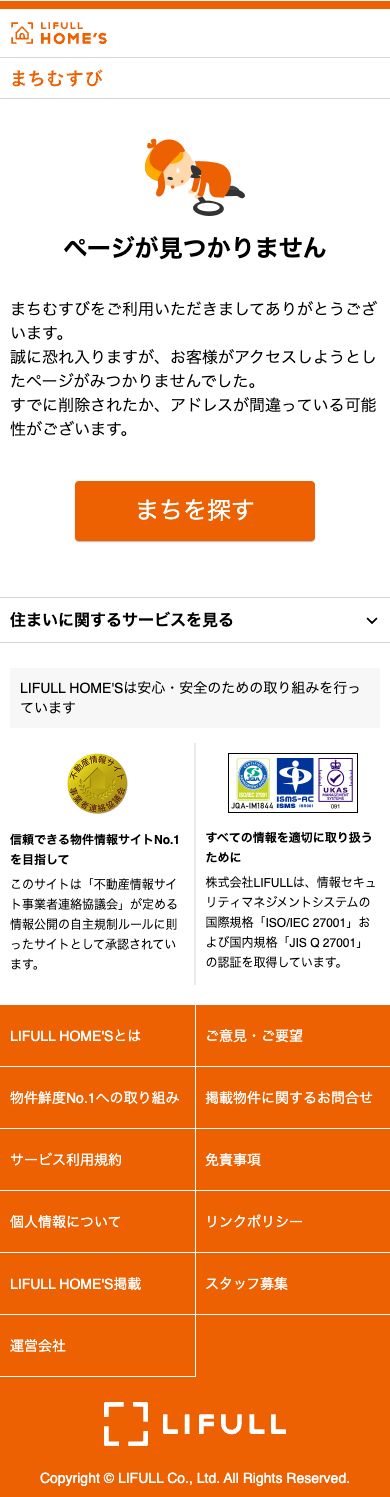 LIFULL
HOME'S
まちむすび
ページが見つかりません
まちむすびをご利用いただきましてありがとうござ
います。
誠に恐れ入りますが、お客様がアクセスしようとし
たページがみつかりませんでした。
すでに削除されたか、アドレスが間違っている可能
性がございます。
まちを探す
住まいに関するサービスを見る
LIFULL HOME'Sは安心・安全のための取り組みを行っ
ています
不動産情報サイト
事業者連絡協議会
信頼できる物件情報サイトNo.1
を目指して
このサイトは「不動産情報サイ
ト事業者連絡協議会」が定める
情報公開の自主規制ルールに則
ったサイトとして承認されてい
ます。
JQA
ISO/IEC 27001
JQA-IM1844
ISMS-AC
ISMS ISR001
UKAS
MANAGEMENT
SYSTEMS
091
すべての情報を適切に取り扱う
ために
株式会社LIFULLは、情報セキュ
リティマネジメントシステムの
国際規格「ISO/IEC 27001」お
よび国内規格「JIS Q 27001」
の認証を取得しています。
LIFULL HOME'Sとは
ご意見・ご要望
物件鮮度No.1への取り組み
掲載物件に関するお問合せ
サービス利用規約
免責事項
個人情報について
リンクポリシー
LIFULL HOME'S掲載
スタッフ募集
運営会社
LIFULL
Copyright © LIFULL Co., Ltd. All Rights Reserved.